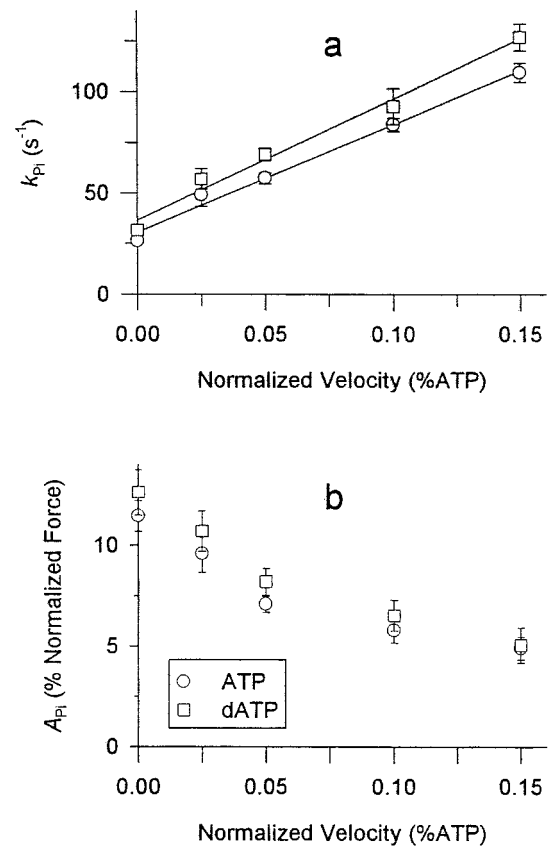 a
100
50
0
k_Pi (s⁻¹)
0.00 0.05 0.10 0.15
Normalized Velocity (%ATP)
b
10
5
0
A_Pi (% Normalized Force)
ATP
dATP
0.00 0.05 0.10 0.15
Normalized Velocity (%ATP)